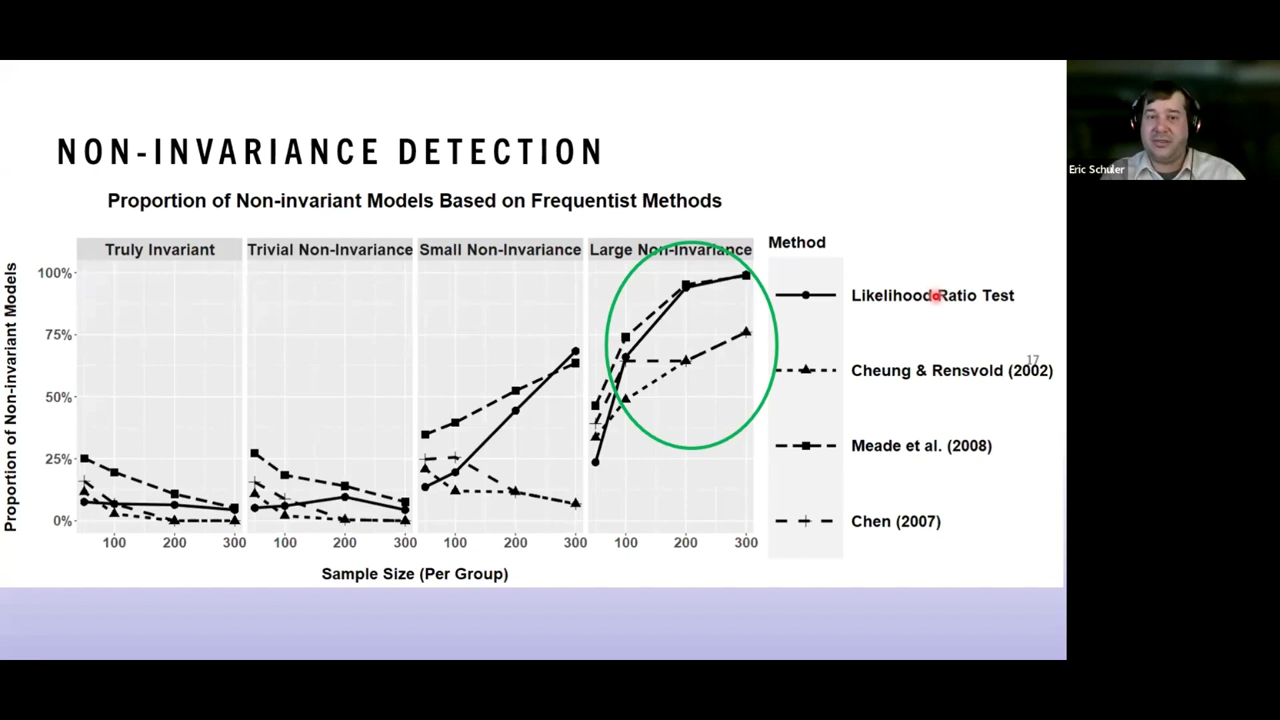 NON-INVARIANCE DETECTION
Proportion of Non-invariant Models Based on Frequentist Methods
Proportion of Non-invariant Models
Truly Invariant
Trivial Non-Invariance
Small Non-Invariance
Large Non-Invariance
100%
75%
50%
25%
0%
100 200 300
100 200 300
100 200 300
100 200 300
Sample Size (Per Group)
Method
Likelihood Ratio Test
17
Cheung & Rensvold (2002)
Meade et al. (2008)
Chen (2007)
Eric Schuler